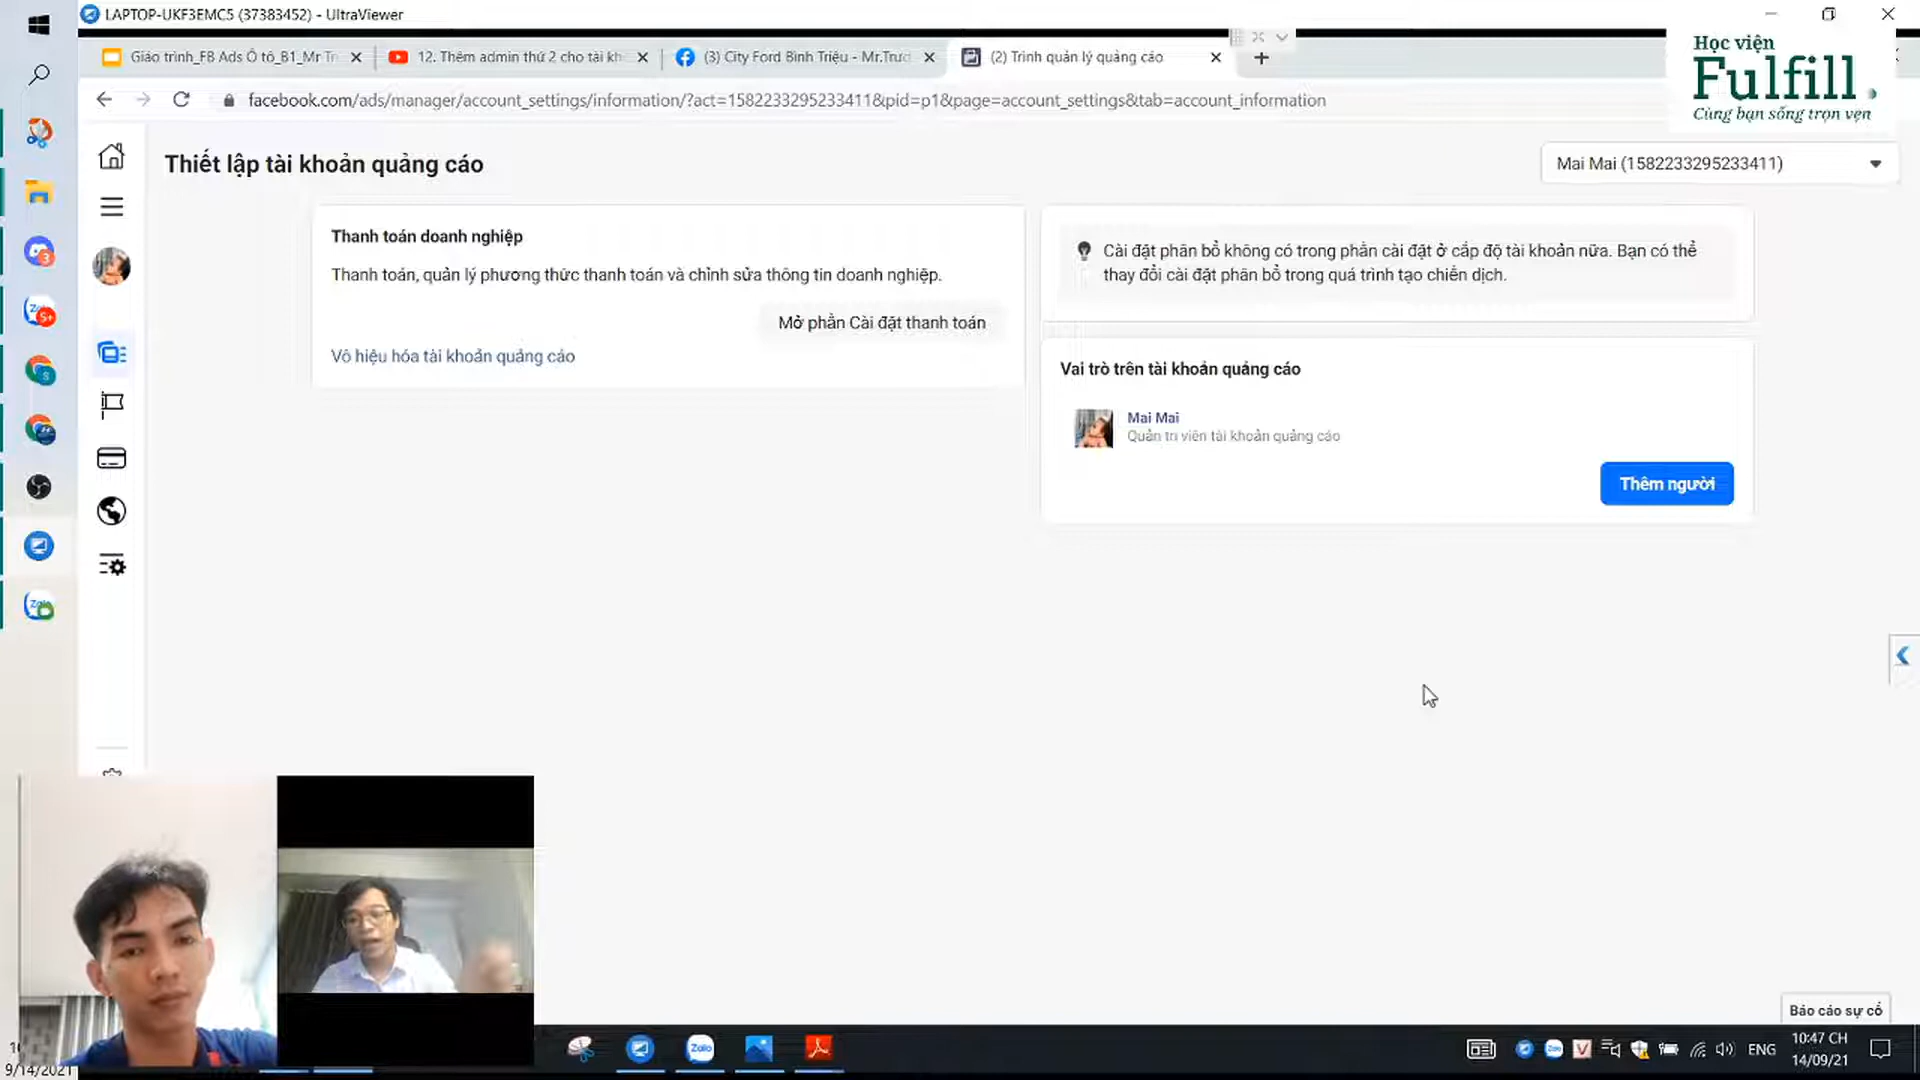 LAPTOP-UKF3EMC5 (37383452) - UltraViewer
Giáo trình_FB Ads Ô tô_B1_Mr Tr
12. Thêm admin thứ 2 cho tài kh
(3) City Ford Bình Triệu - Mr.Trươ
(2) Trình quản lý quảng cáo
Học viện
Fulfill.
Cùng bạn sống trọn vẹn
facebook.com/ads/manager/account_settings/information/?act=1582233295233411&pid=p1&page=account_settings&tab=account_information
Thiết lập tài khoản quảng cáo
Mai Mai (1582233295233411)
Thanh toán doanh nghiệp
Thanh toán, quản lý phương thức thanh toán và chỉnh sửa thông tin doanh nghiệp.
Mở phần Cài đặt thanh toán
Vô hiệu hóa tài khoản quảng cáo
Cài đặt phân bổ không có trong phần cài đặt ở cấp độ tài khoản nữa. Bạn có thể
thay đổi cài đặt phân bổ trong quá trình tạo chiến dịch.
Vai trò trên tài khoản quảng cáo
Mai Mai
Quản trị viên tài khoản quảng cáo
Thêm người
Báo cáo sự cố
ENG
10:47 CH
14/09/21
9/14/2021